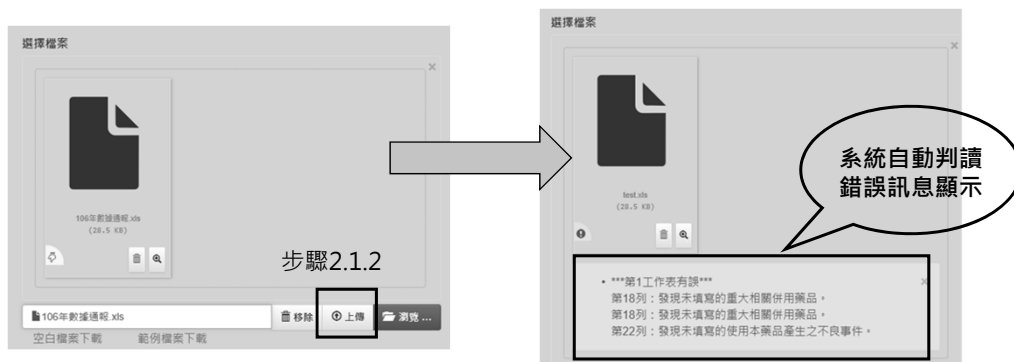 選擇檔案
×
106年數據通報.xls
(28.5 KB)
步驟2.1.2
106年數據通報.xls
移除
上傳
瀏覽 ...
空白檔案下載
範例檔案下載
選擇檔案
×
test.xls
(28.5 KB)
系統自動判讀
錯誤訊息顯示
×
• ***第1工作表有誤***
第18列：發現未填寫的重大相關併用藥品。
第18列：發現未填寫的重大相關併用藥品。
第22列：發現未填寫的使用本藥品產生之不良事件。